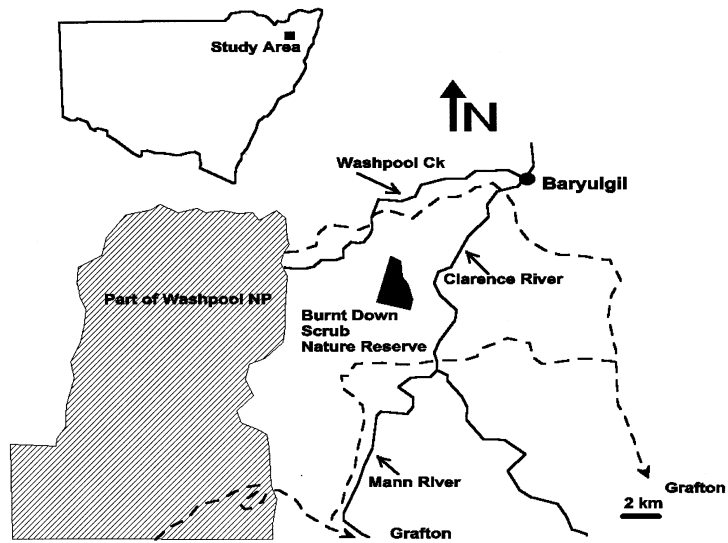 Study Area
N
Washpool Ck
Baryulgil
Clarence River
Part of Washpool NP
Burnt Down
Scrub
Nature Reserve
Mann River
Grafton
2 km
Grafton